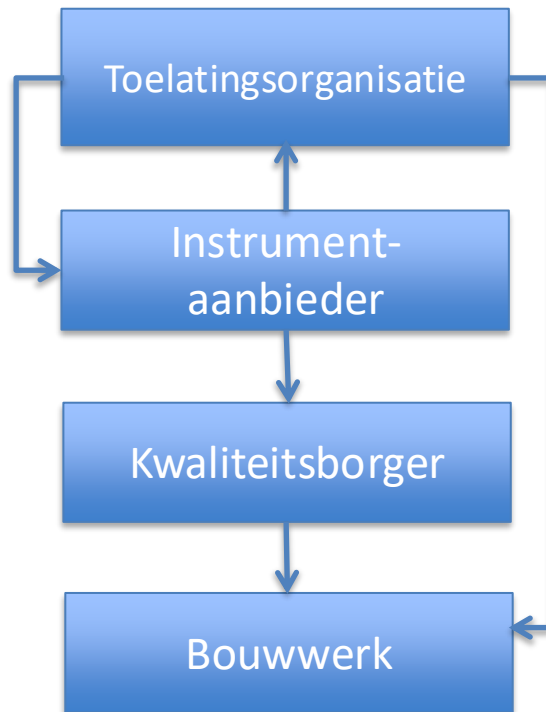 Toelatingsorganisatie
Instrument-
aanbieder
Kwaliteitsborger
Bouwwerk